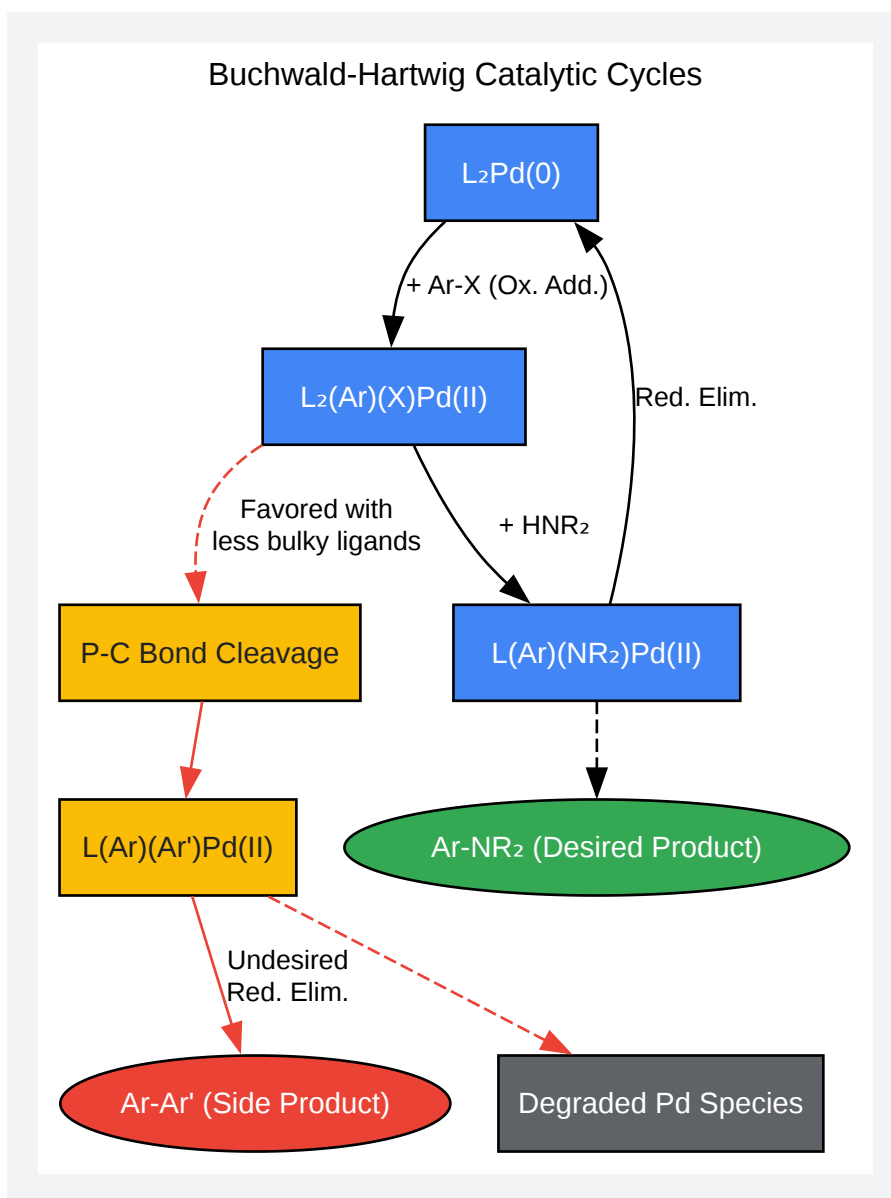 Buchwald-Hartwig Catalytic Cycles
L₂Pd(0)
+ Ar-X (Ox. Add.)
L₂(Ar)(X)Pd(II)
Red. Elim.
Favored with
less bulky ligands
+ HNR₂
P-C Bond Cleavage
L(Ar)(NR₂)Pd(II)
L(Ar)(Ar')Pd(II)
Ar-NR₂ (Desired Product)
Undesired
Red. Elim.
Ar-Ar' (Side Product)
Degraded Pd Species